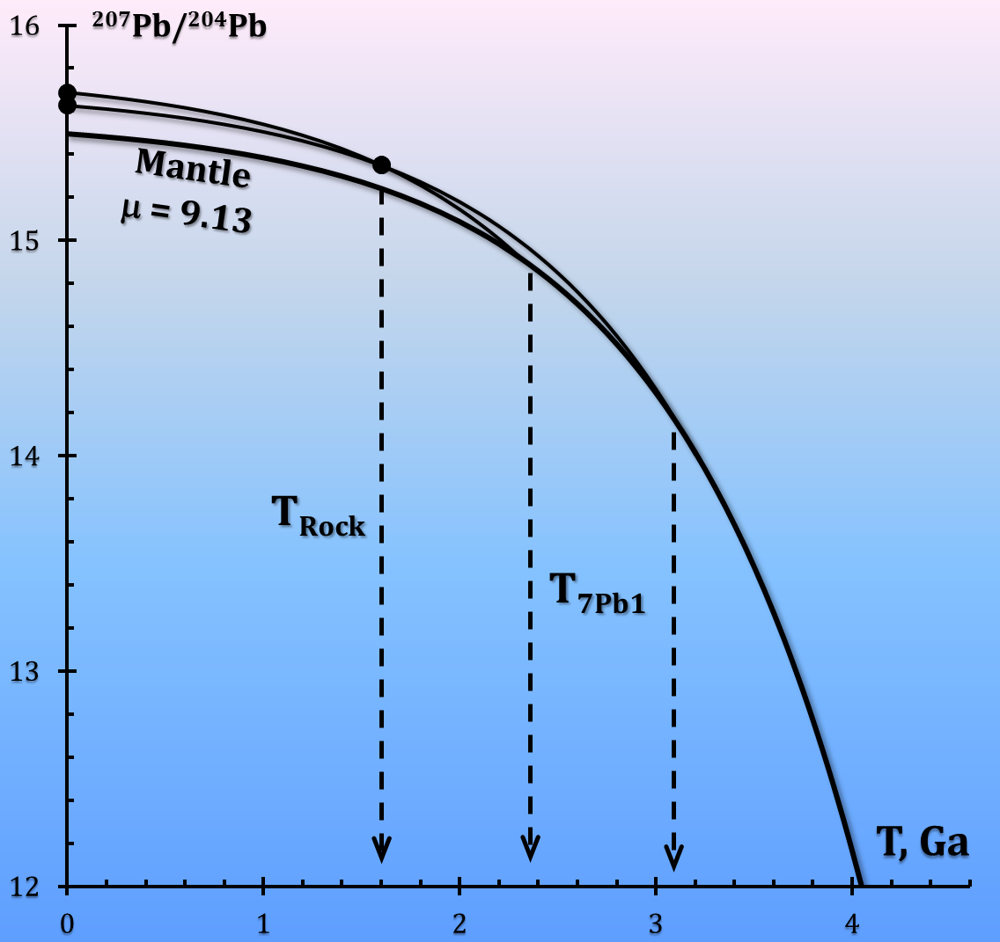 16
²⁰⁷Pb/²⁰⁴Pb
Mantle
μ = 9.13
15
14
T_Rock
T_7Pb1
13
T, Ga
12
0 1 2 3 4